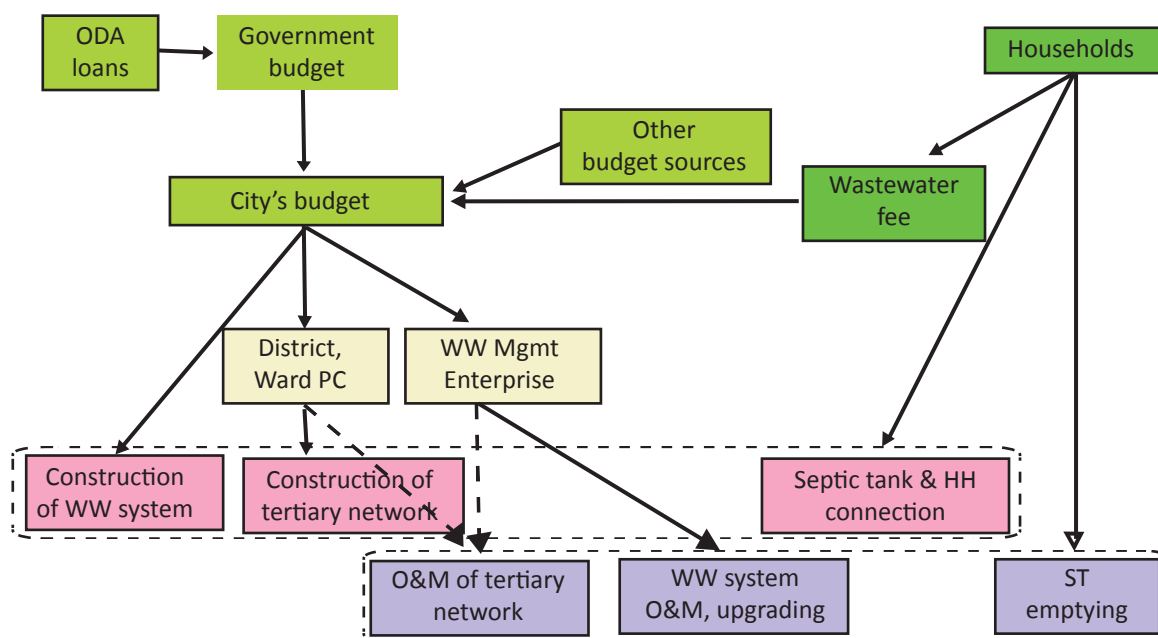 ODA
loans
Government
budget
Households
Other
budget sources
Wastewater
fee
City's budget
District,
Ward PC
WW Mgmt
Enterprise
Construction
of WW system
Construction of
tertiary network
Septic tank & HH
connection
O&M of tertiary
network
WW system
O&M, upgrading
ST
emptying